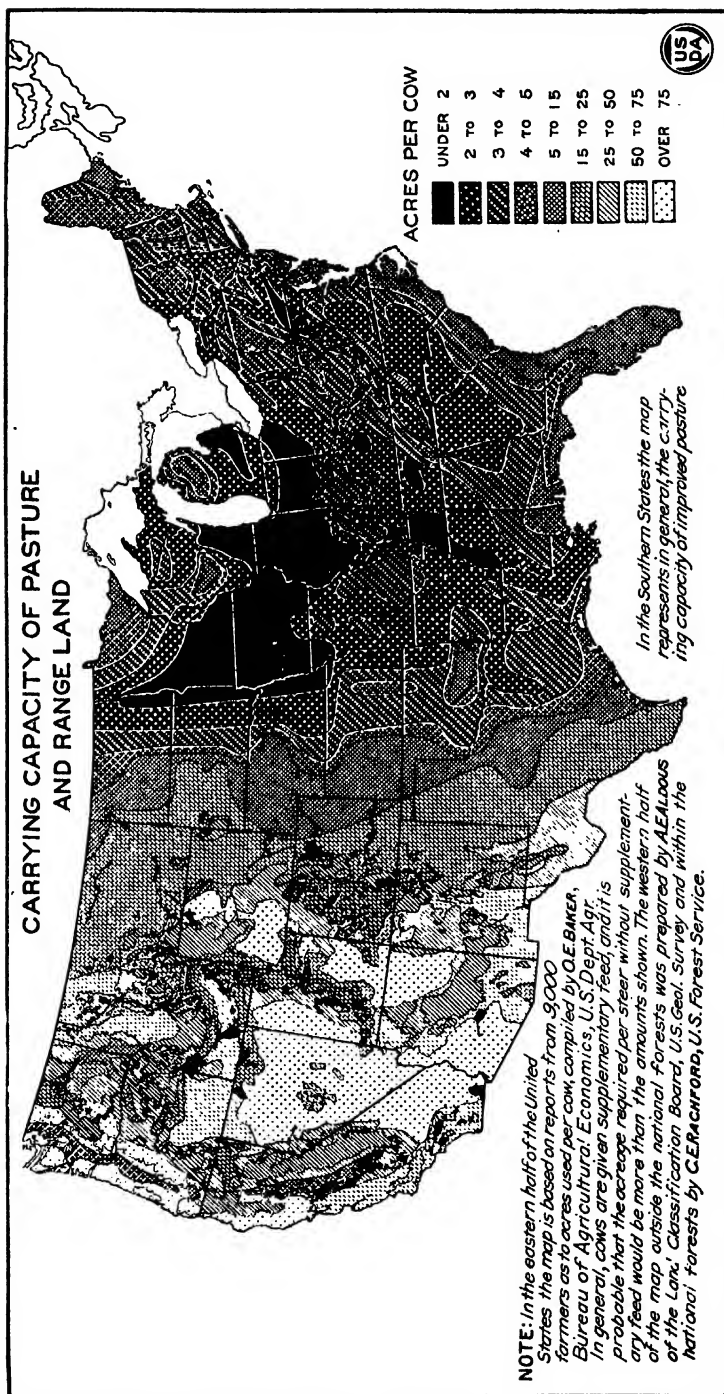 CARRYING CAPACITY OF PASTURE
AND RANGE LAND
ACRES PER COW
UNDER 2
2 TO 3
3 TO 4
4 TO 5
5 TO 15
15 TO 25
25 TO 50
50 TO 75
OVER 75
US
DA
In the Southern States the map
represents in general, the carry-
ing capacity of improved pasture
NOTE: In the eastern half of the United
States the map is based on reports from 9,000
farmers as to acres used per cow, compiled by O.E. BAKER,
Bureau of Agricultural Economics, U.S. Dept. Agr.
In general, cows are given supplementary feed, and it is
probable that the acreage required per steer without supplement-
ary feed would be more than the amounts shown. The western half
of the map outside the national forests was prepared by A.E. ALDOUS
of the Land Classification Board, U.S. Geol. Survey and within the
national forests by C.E. RACHFORD, U.S. Forest Service.